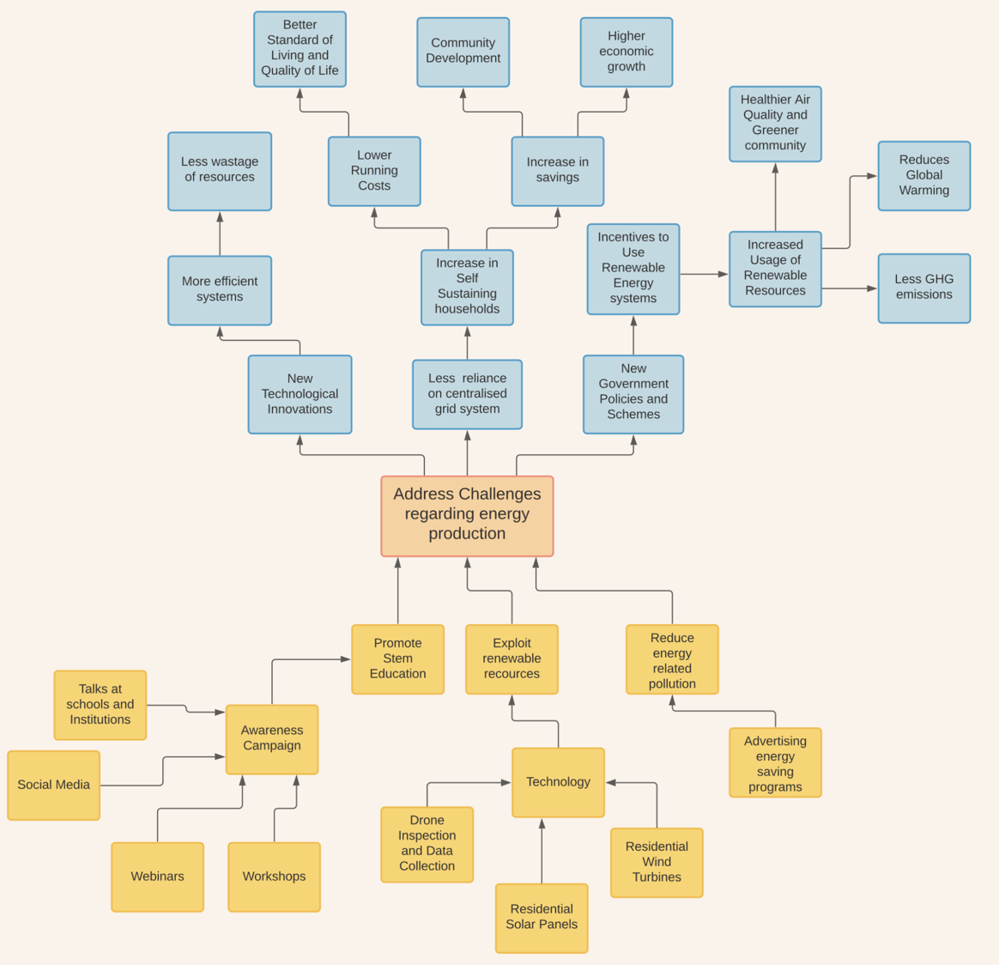 Better
Standard of
Living and
Quality of Life
Community
Development
Higher
economic
growth
Healthier Air
Quality and
Greener
community
Less wastage
of resources
Lower
Running
Costs
Increase in
savings
Reduces
Global
Warming
Incentives to
Use
Renewable
Energy
systems
Increased
Usage of
Renewable
Resources
More efficient
systems
Increase in
Self
Sustaining
households
Less GHG
emissions
New
Technological
Innovations
Less  reliance
on centralised
grid system
New
Government
Policies and
Schemes
Address Challenges
regarding energy
production
Promote
Stem
Education
Exploit
renewable
recources
Reduce
energy
related
pollution
Talks at
schools and
Institutions
Awareness
Campaign
Advertising
energy
saving
programs
Social Media
Technology
Drone
Inspection
and Data
Collection
Residential
Wind
Turbines
Webinars
Workshops
Residential
Solar Panels